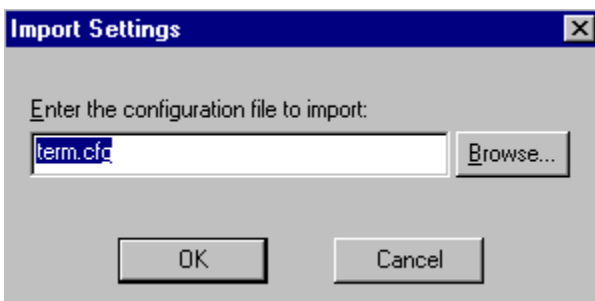 Import Settings
Enter the configuration file to import:
term.cfg
Browse...
OK
Cancel